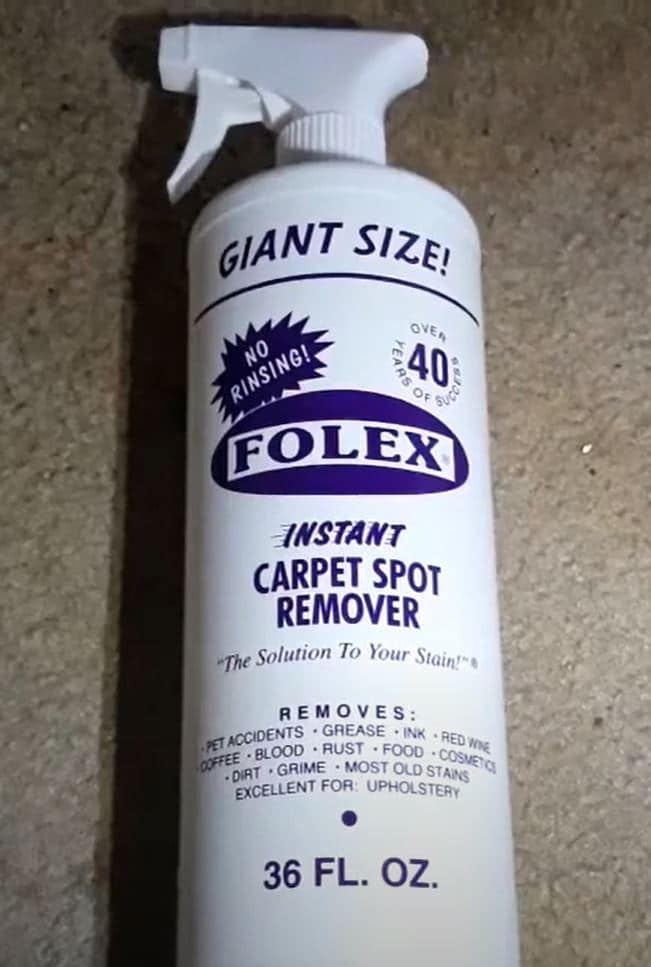 GIANT SIZE!
NO
RINSING!
OVER
40
YEARS OF SUCCESS
FOLEX®
INSTANT
CARPET SPOT
REMOVER
"The Solution To Your Stain!"®
REMOVES:
· PET ACCIDENTS · GREASE · INK · RED WINE
· COFFEE · BLOOD · RUST · FOOD · COSMETICS
· DIRT · GRIME · MOST OLD STAINS
EXCELLENT FOR: UPHOLSTERY
36 FL. OZ.